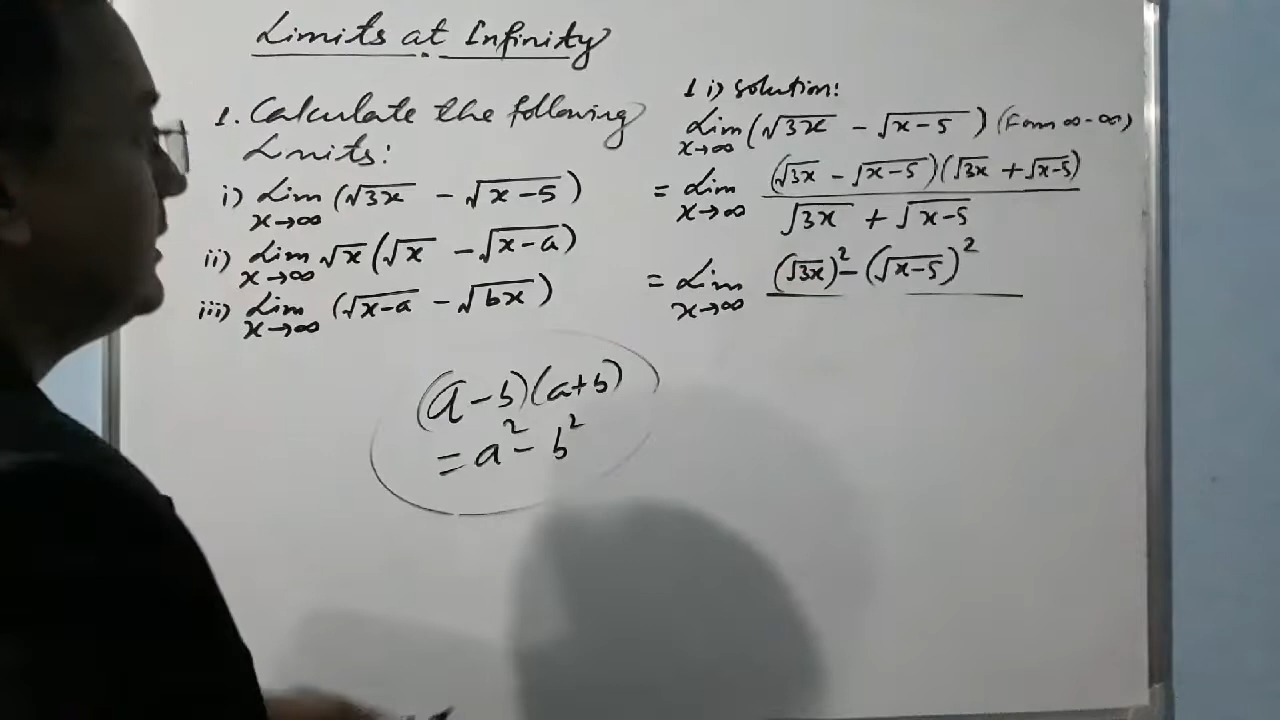 Limits at Infinity
1. Calculate the following
Limits:
i) Lim x→∞ (√3x - √x-5)
ii) Lim x→∞ √x (√x - √x-a)
iii) Lim x→∞ (√x-a - √bx)
(a-b)(a+b)
= a² - b²
1 i) Solution:
Lim x→∞ (√3x - √x-5) (Form ∞-∞)
= Lim x→∞ (√3x - √x-5)(√3x + √x-5)
√3x + √x-5
= Lim x→∞ (√3x)² - (√x-5)²